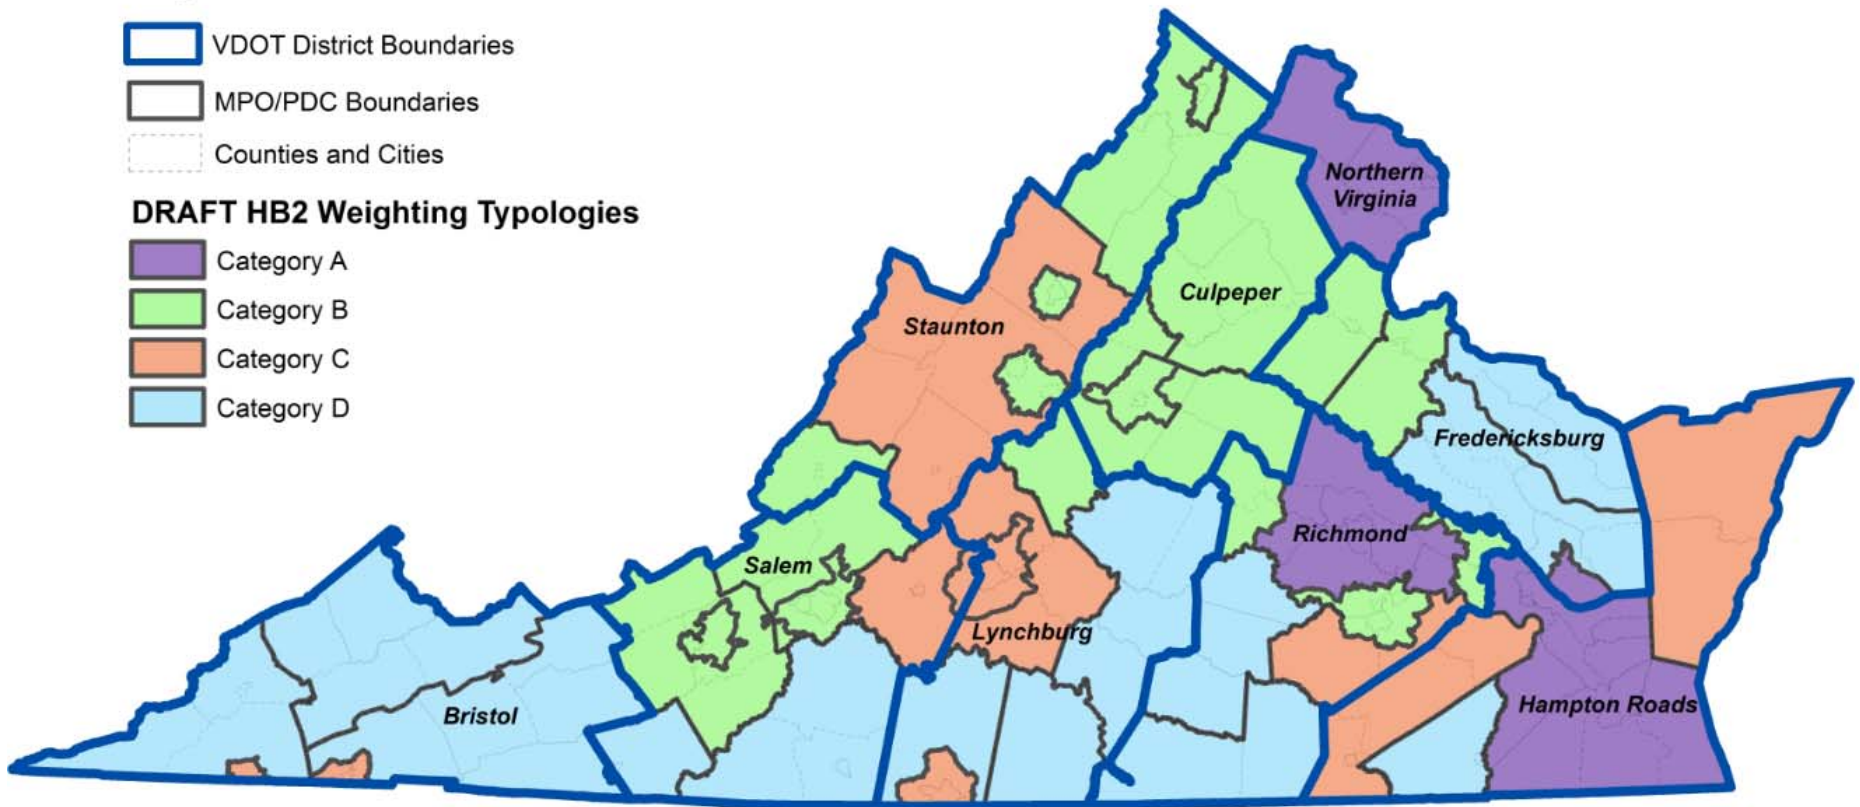 VDOT District Boundaries
MPO/PDC Boundaries
Counties and Cities
DRAFT HB2 Weighting Typologies
Category A
Category B
Category C
Category D
Northern
Virginia
Culpeper
Staunton
Fredericksburg
Richmond
Salem
Lynchburg
Hampton Roads
Bristol